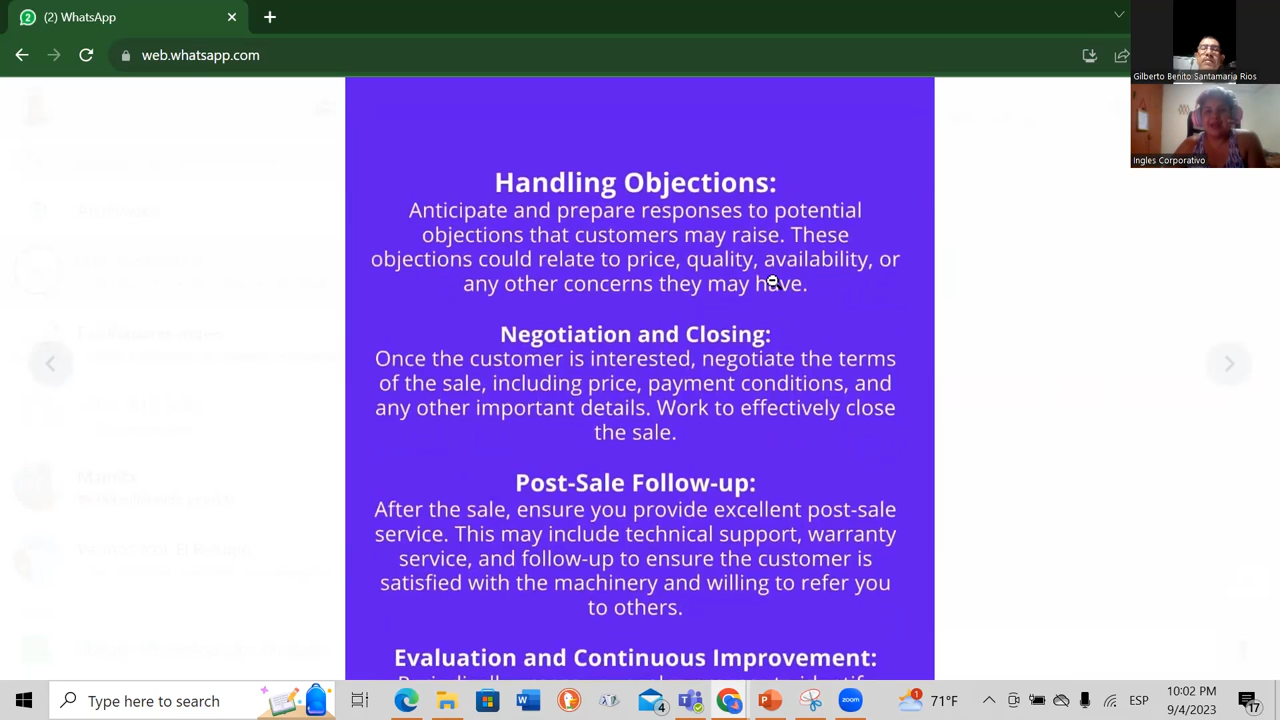 2
(2) WhatsApp
web.whatsapp.com
Gilberto Benito Santamaria Rios
Ingles Corporativo
Handling Objections:
Anticipate and prepare responses to potential
objections that customers may raise. These
objections could relate to price, quality, availability, or
any other concerns they may have.
Negotiation and Closing:
Once the customer is interested, negotiate the terms
of the sale, including price, payment conditions, and
any other important details. Work to effectively close
the sale.
Post-Sale Follow-up:
After the sale, ensure you provide excellent post-sale
service. This may include technical support, warranty
service, and follow-up to ensure the customer is
satisfied with the machinery and willing to refer you
to others.
Evaluation and Continuous Improvement:
Type here to search
4
zoom
1
71°F
ESP
10:02 PM
9/4/2023
17